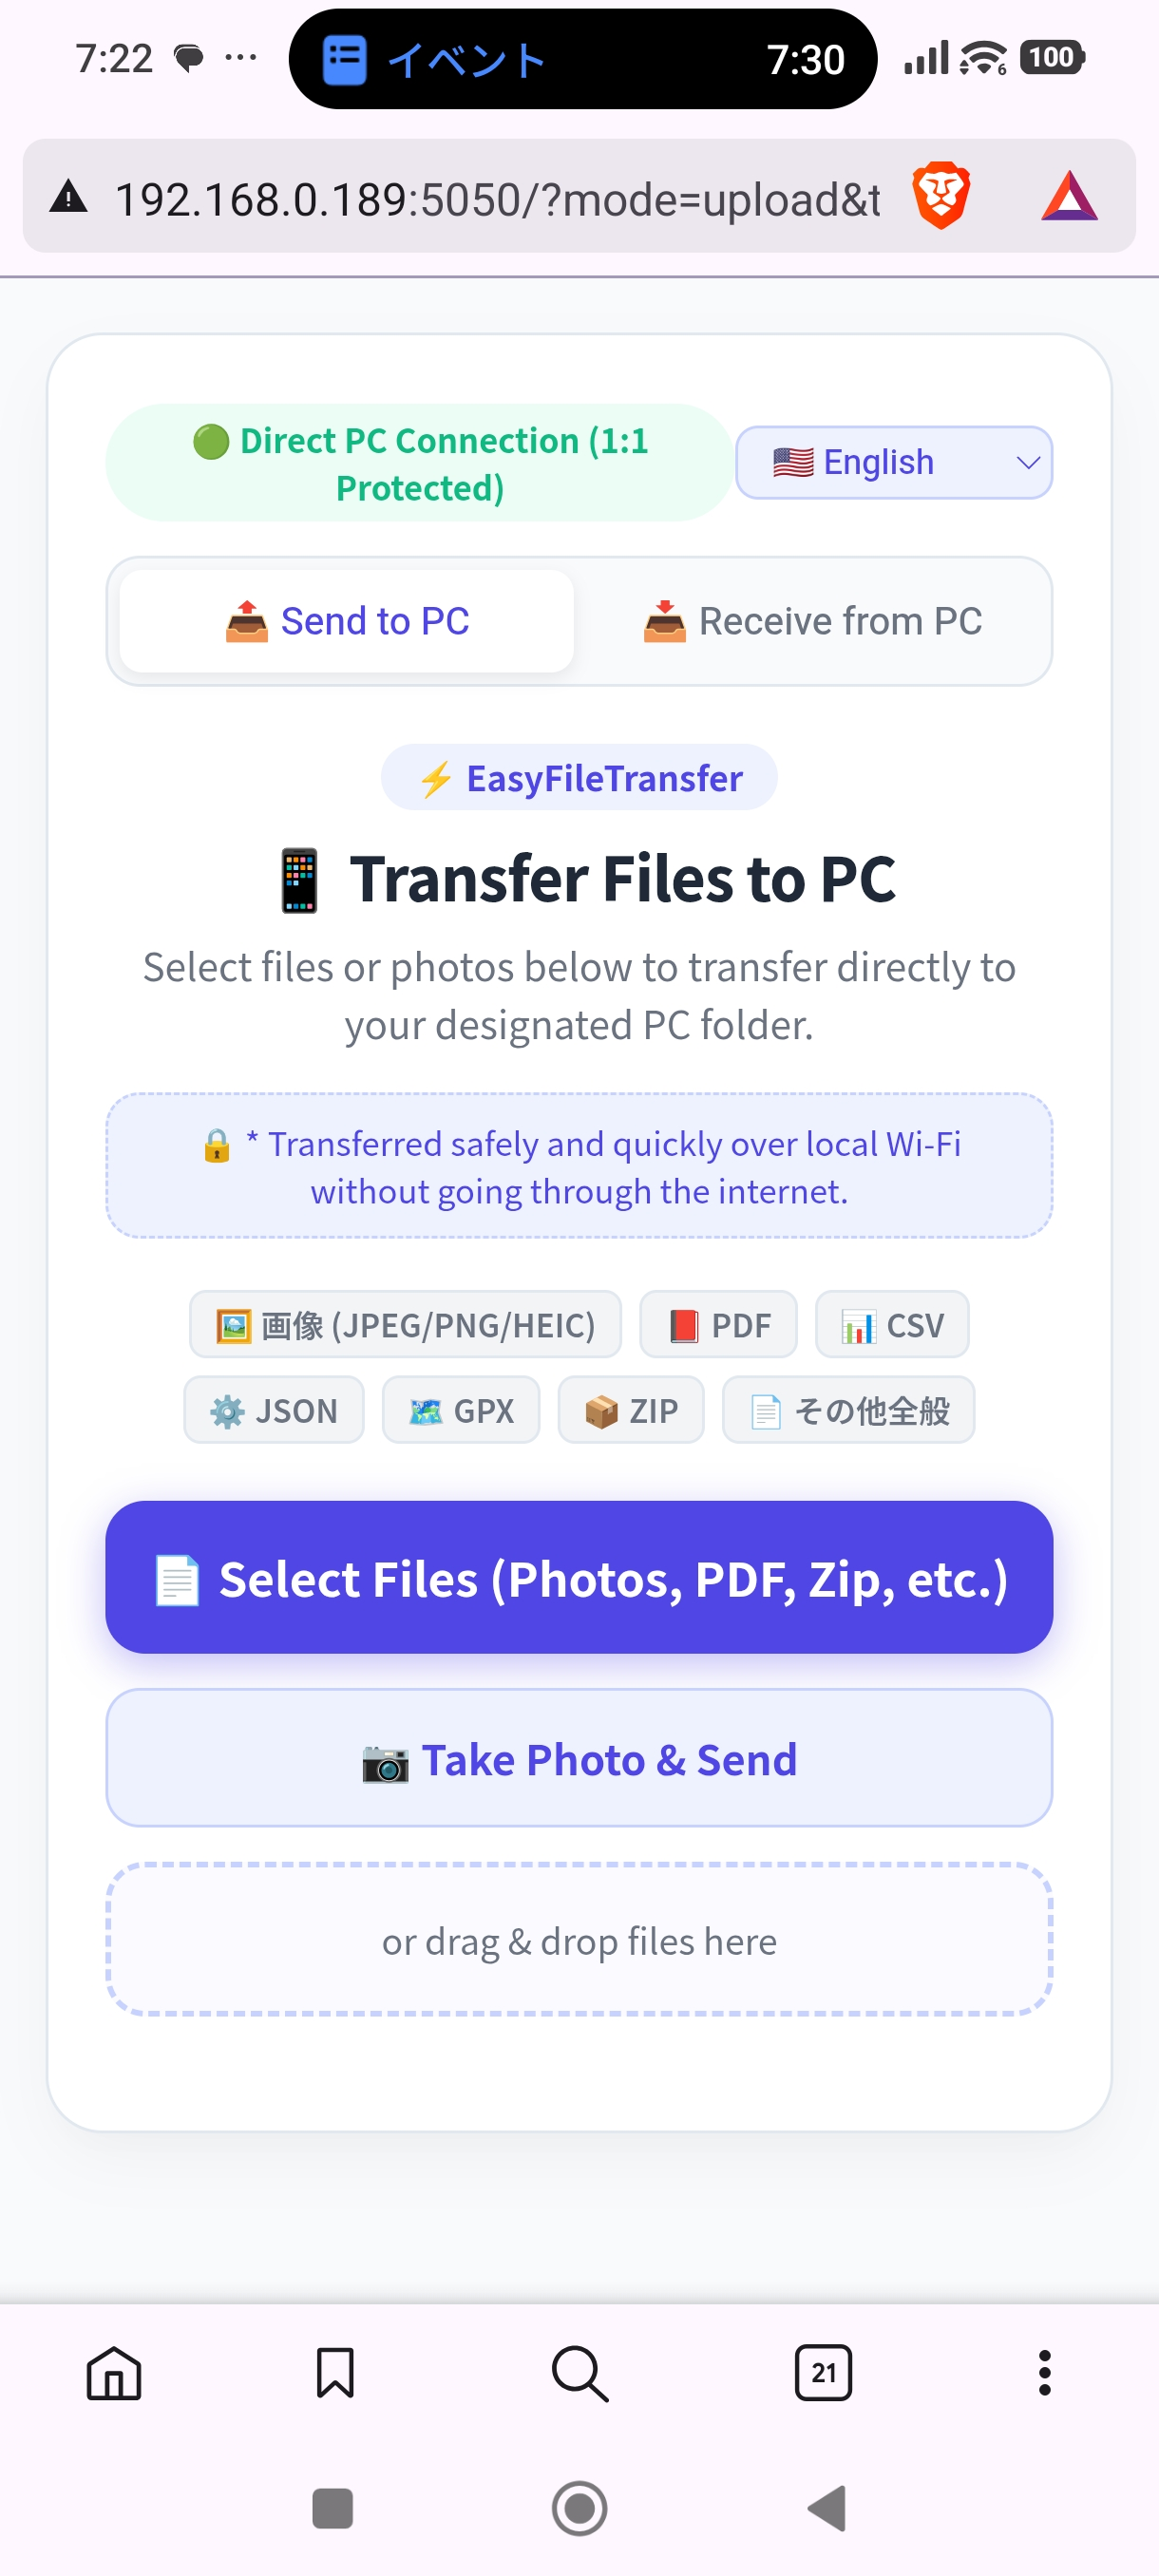 7:22
イベント
7:30
6
100
192.168.0.189:5050/?mode=upload&t
Direct PC Connection (1:1
Protected)
English
Send to PC
Receive from PC
EasyFileTransfer
Transfer Files to PC
Select files or photos below to transfer directly to
your designated PC folder.
* Transferred safely and quickly over local Wi-Fi
without going through the internet.
画像 (JPEG/PNG/HEIC)
PDF
CSV
JSON
GPX
ZIP
その他全般
Select Files (Photos, PDF, Zip, etc.)
Take Photo & Send
or drag & drop files here
21